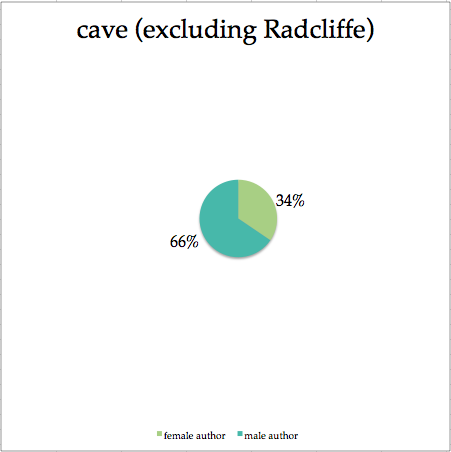 cave (excluding Radcliffe)
34%
66%
female author male author